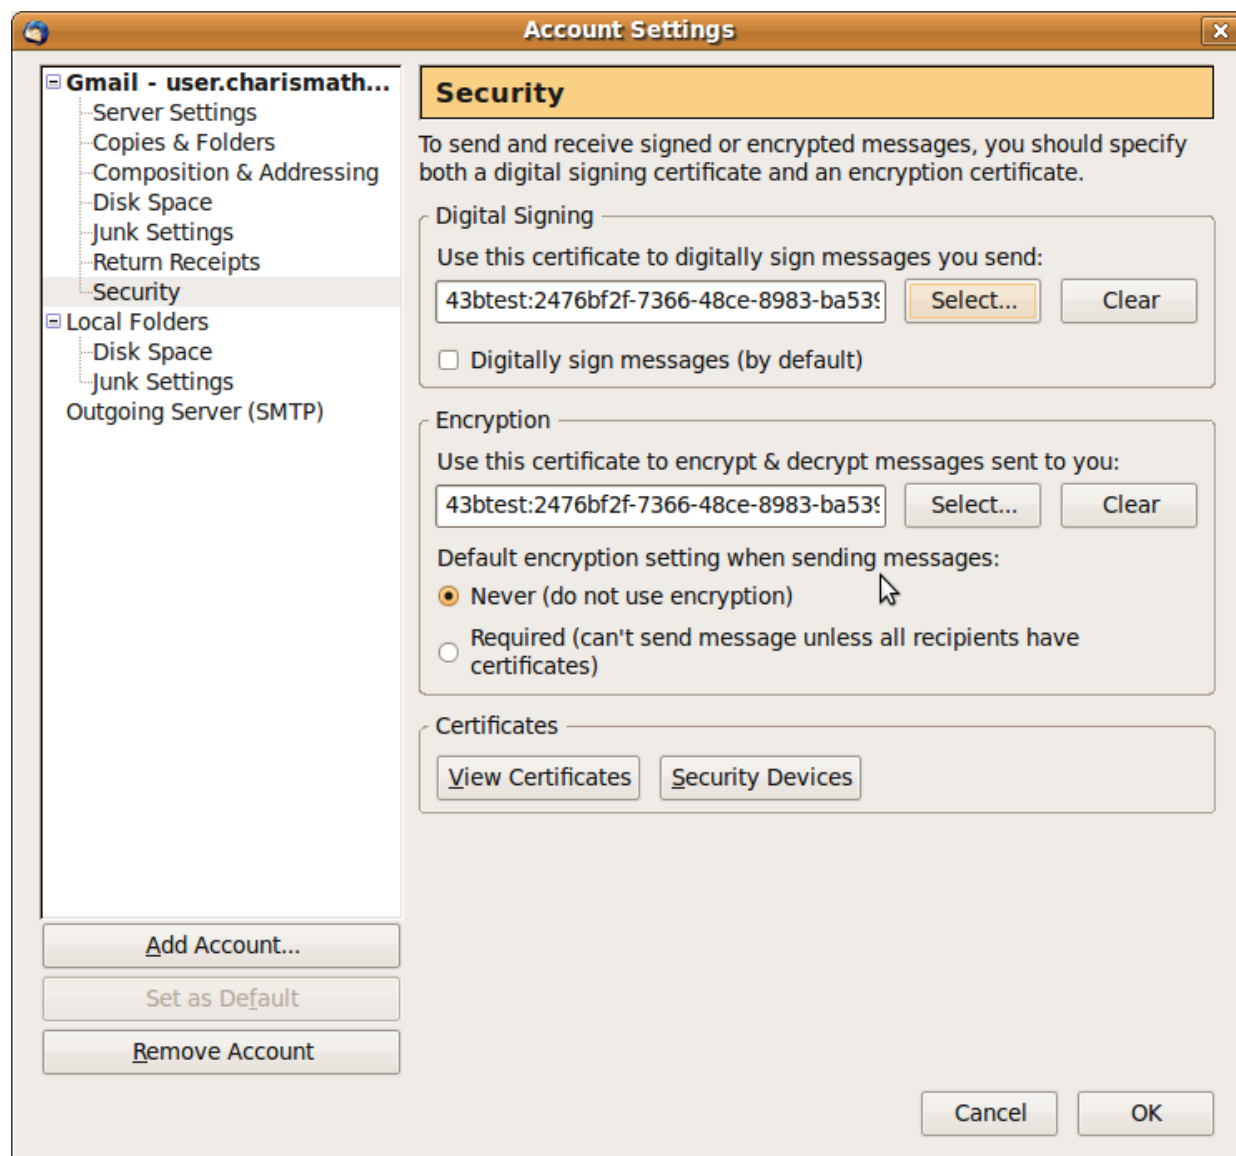 Account Settings
Gmail - user.charismath...
Server Settings
Copies & Folders
Composition & Addressing
Disk Space
Junk Settings
Return Receipts
Security
Local Folders
Disk Space
Junk Settings
Outgoing Server (SMTP)
Add Account...
Set as Default
Remove Account
Security
To send and receive signed or encrypted messages, you should specify
both a digital signing certificate and an encryption certificate.
Digital Signing
Use this certificate to digitally sign messages you send:
43btest:2476bf2f-7366-48ce-8983-ba539 Select... Clear
Digitally sign messages (by default)
Encryption
Use this certificate to encrypt & decrypt messages sent to you:
43btest:2476bf2f-7366-48ce-8983-ba539 Select... Clear
Default encryption setting when sending messages:
Never (do not use encryption)
Required (can't send message unless all recipients have
certificates)
Certificates
View Certificates Security Devices
Cancel OK